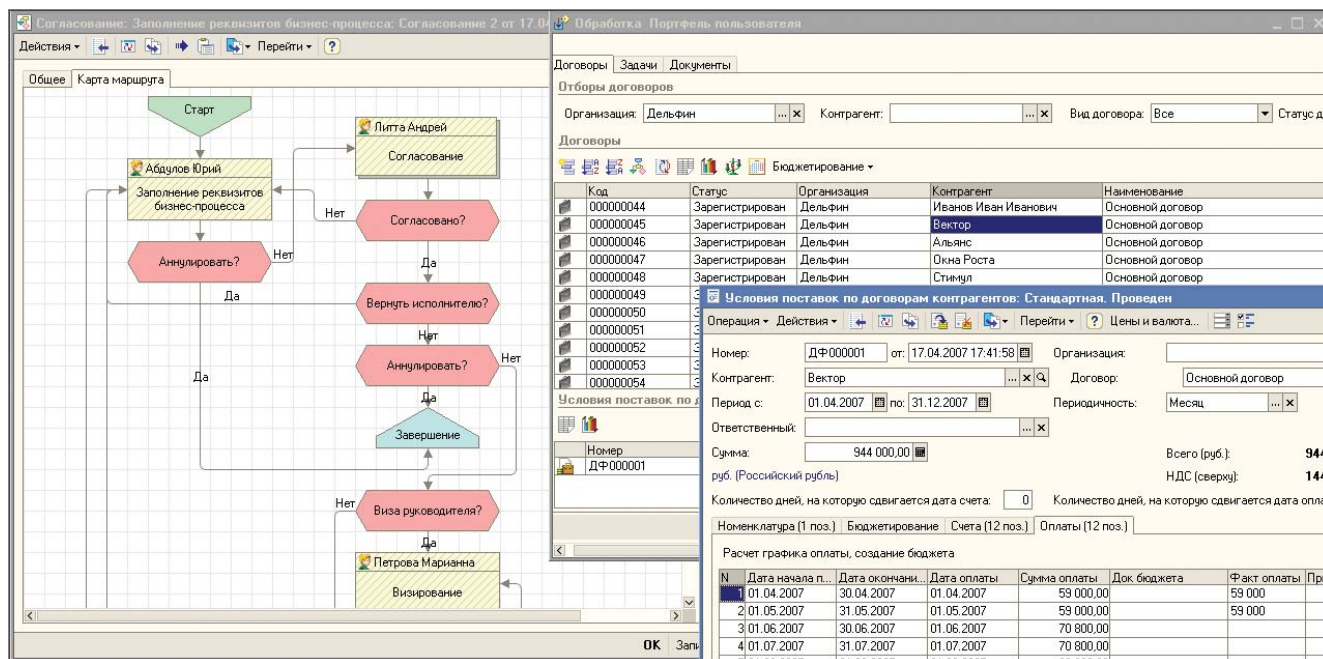 Согласование: Заполнение реквизитов бизнес-процесса: Согласование 2 от 17.04
Действия Перейти ?
Общее Карта маршрута
Старт
Литта Андрей
Согласование
Абдулов Юрий
Заполнение реквизитов
бизнес-процесса
Нет
Согласовано?
Аннулировать?
Нет
Да
Да
Вернуть исполнителю?
Нет
Аннулировать?
Нет
Да
Да
Завершение
Нет
Виза руководителя?
Да
Петрова Марианна
Визирование
OK
Обработка Портфель пользователя
Договоры Задачи Документы
Отборы договоров
Организация: Дельфин ... x Контрагент: ... x Вид договора: Все Статус д
Договоры
Бюджетирование
Код Статус Организация Контрагент Наименование
000000044 Зарегистрирован Дельфин Иванов Иван Иванович Основной договор
000000045 Зарегистрирован Дельфин Вектор Основной договор
000000046 Зарегистрирован Дельфин Альянс Основной договор
000000047 Зарегистрирован Дельфин Окна Роста Основной договор
000000048 Зарегистрирован Дельфин Стимул Основной договор
000000049
000000050
000000051
000000052
000000053
000000054
Условия поставок по д
Номер
ДФ000001
Условия поставок по договорам контрагентов: Стандартная. Проведен
Операция Действия Перейти ? Цены и валюта...
Номер: ДФ000001 от: 17.04.2007 17:41:58 Организация:
Контрагент: Вектор ... x Договор: Основной договор
Период с: 01.04.2007 по: 31.12.2007 Периодичность: Месяц ... x
Ответственный: ... x
Сумма: 944 000,00 Всего (руб.): 944
руб. (Российский рубль) НДС (сверху): 144
Количество дней, на которую сдвигается дата счета: 0 Количество дней, на которую сдвигается дата опла
Номенклатура (1 поз.) Бюджетирование Счета (12 поз.) Оплаты (12 поз.)
Расчет графика оплаты, создание бюджета
N Дата начала п... Дата окончани... Дата оплаты Сумма оплаты Док бюджета Факт оплаты Пр
1 01.04.2007 30.04.2007 01.04.2007 59 000,00 59 000
2 01.05.2007 31.05.2007 01.05.2007 59 000,00 59 000
3 01.06.2007 30.06.2007 01.06.2007 70 800,00
4 01.07.2007 31.07.2007 01.07.2007 70 800,00